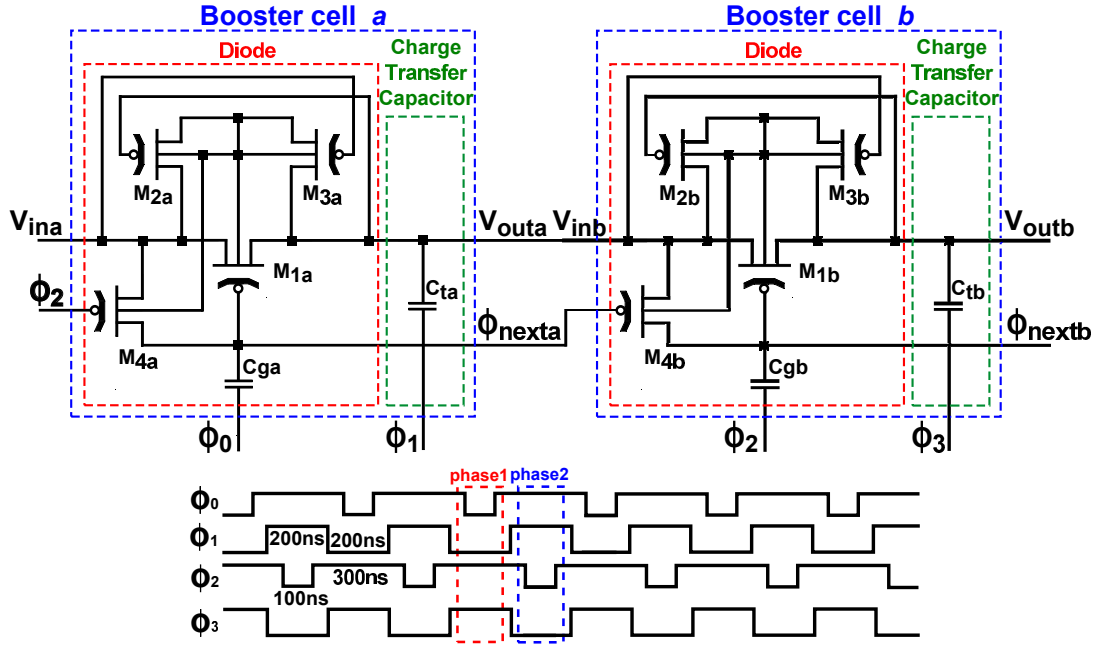 Booster cell a
Booster cell b
Diode
Charge
Transfer
Capacitor
Diode
Charge
Transfer
Capacitor
M2a
M3a
M2b
M3b
Vina
Vouta
Vinb
Voutb
M1a
M1b
ϕ2
Cta
Ctb
M4a
ϕnexta
M4b
ϕnextb
Cga
Cgb
ϕ0
ϕ1
ϕ2
ϕ3
phase1
phase2
ϕ0
ϕ1
200ns
200ns
ϕ2
300ns
100ns
ϕ3